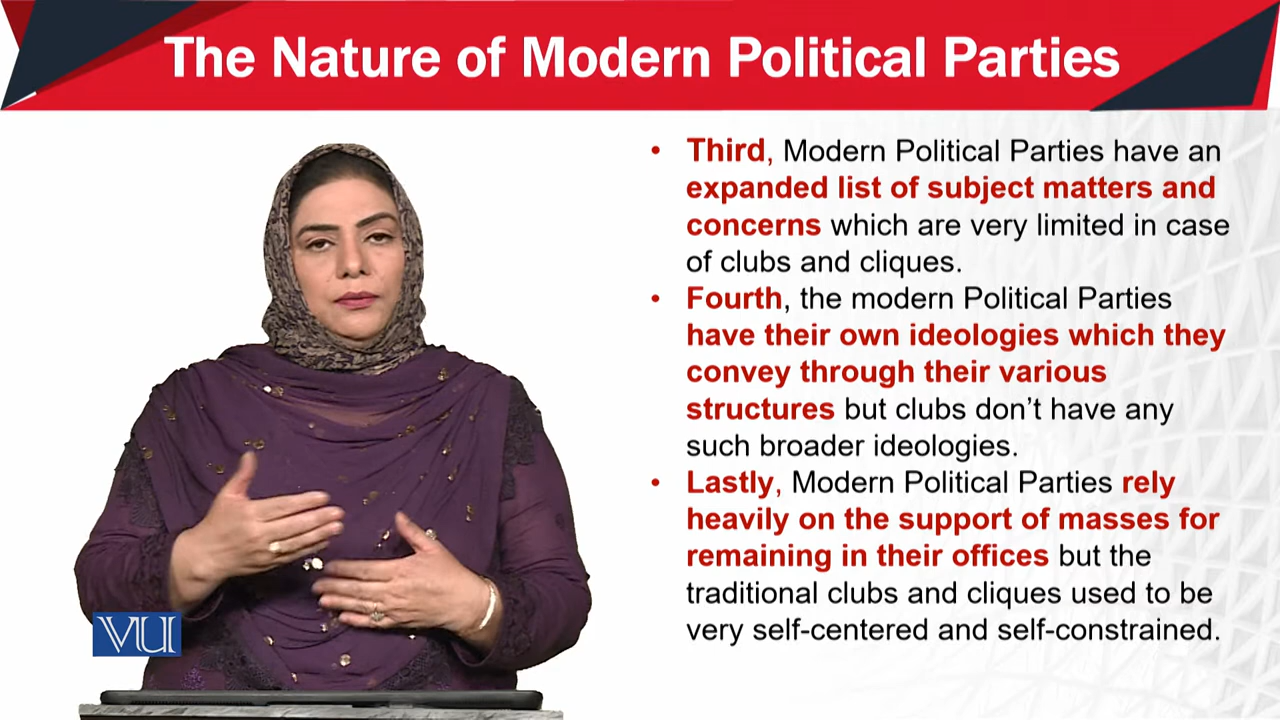 The Nature of Modern Political Parties
• Third, Modern Political Parties have an
expanded list of subject matters and
concerns which are very limited in case
of clubs and cliques.
• Fourth, the modern Political Parties
have their own ideologies which they
convey through their various
structures but clubs don’t have any
such broader ideologies.
• Lastly, Modern Political Parties rely
heavily on the support of masses for
remaining in their offices but the
traditional clubs and cliques used to be
very self-centered and self-constrained.
VU